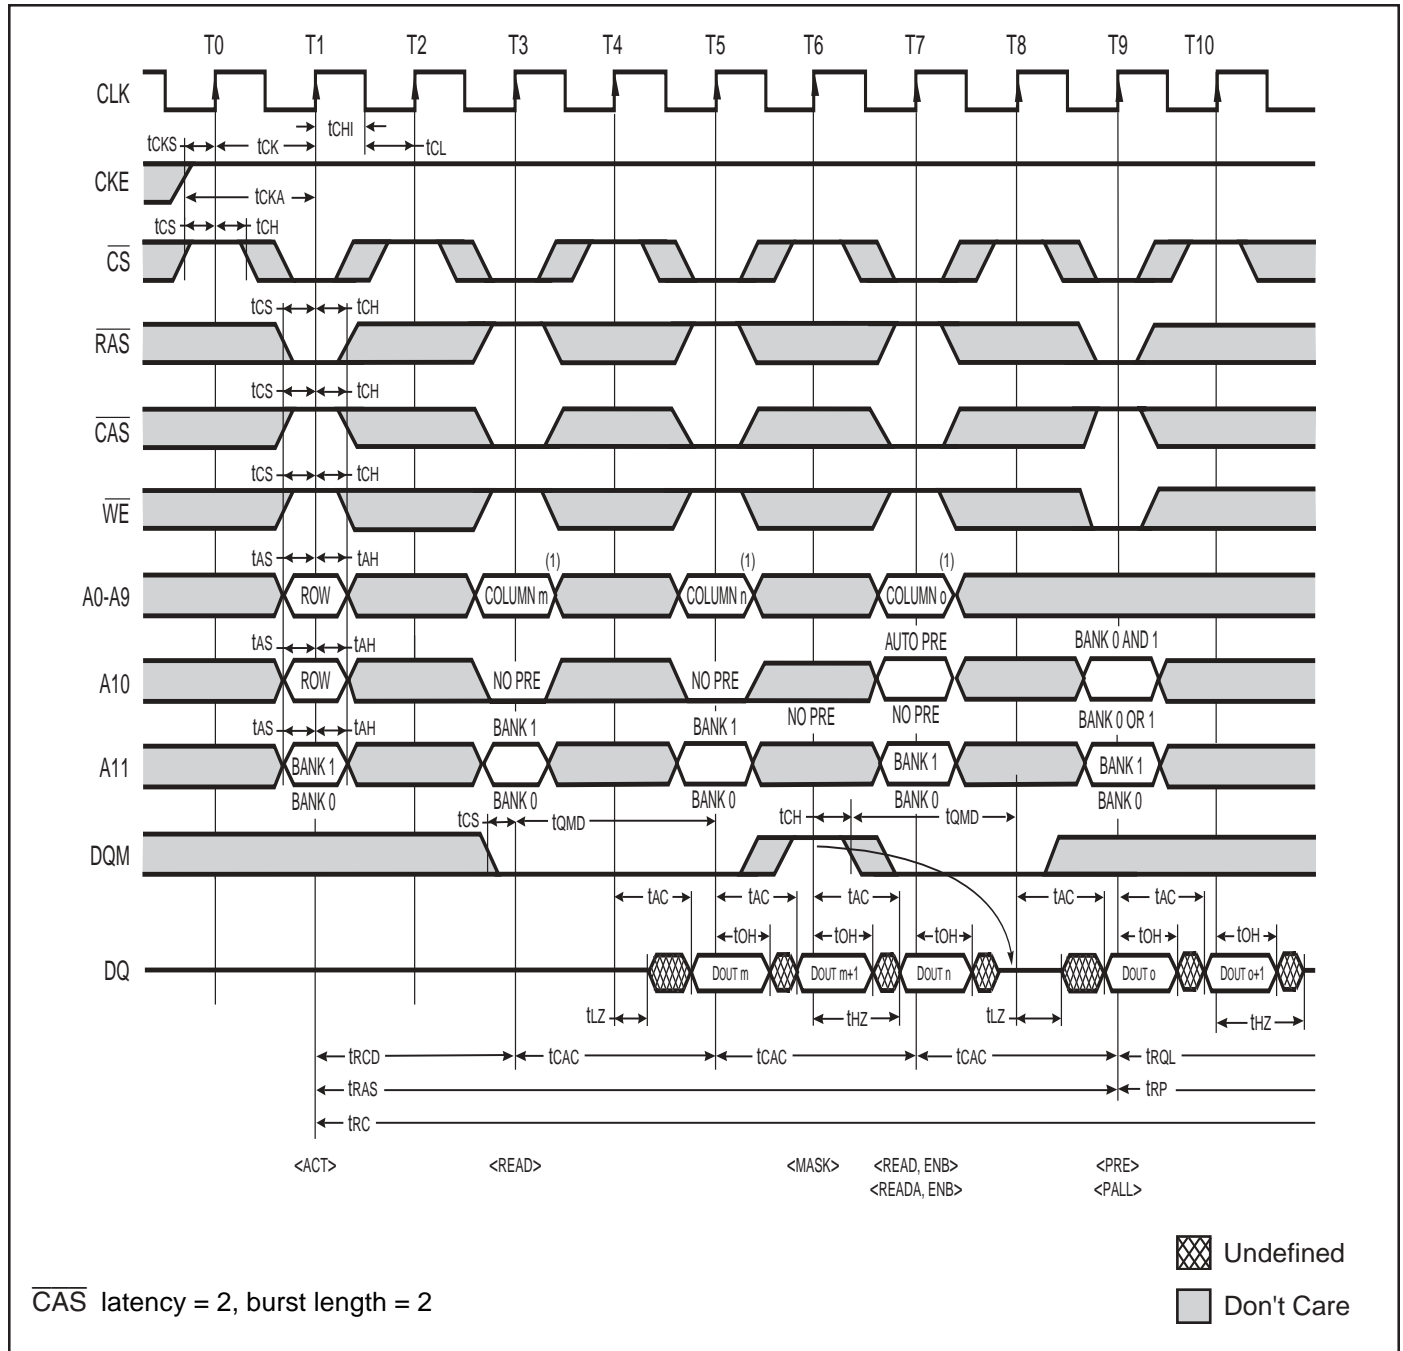 T0 T1 T2 T3 T4 T5 T6 T7 T8 T9 T10
CLK
tCHI
tCKS tCK tCL
CKE
tCKA
tCS tCH
CS
tCS tCH
RAS
tCS tCH
CAS
tCS tCH
WE
tAS tAH (1) (1) (1)
A0-A9 ROW COLUMN m COLUMN n COLUMN o
tAS tAH AUTO PRE BANK 0 AND 1
A10 ROW NO PRE NO PRE
NO PRE NO PRE BANK 0 OR 1
tAS tAH BANK 1 BANK 1
A11 BANK 1 BANK 1 BANK 1
BANK 0 BANK 0 BANK 0 BANK 0 BANK 0
tCS tQMD tCH tQMD
DQM
tAC tAC tAC tAC tAC
tOH tOH tOH tOH tOH
DQ DOUT m DOUT m+1 DOUT n DOUT o DOUT o+1
tLZ tHZ tLZ tHZ
tRCD tCAC tCAC tCAC tRQL
tRAS tRP
tRC
<ACT> <READ> <MASK> <READ, ENB> <PRE>
<READA, ENB> <PALL>
Undefined
CAS latency = 2, burst length = 2
Don't Care